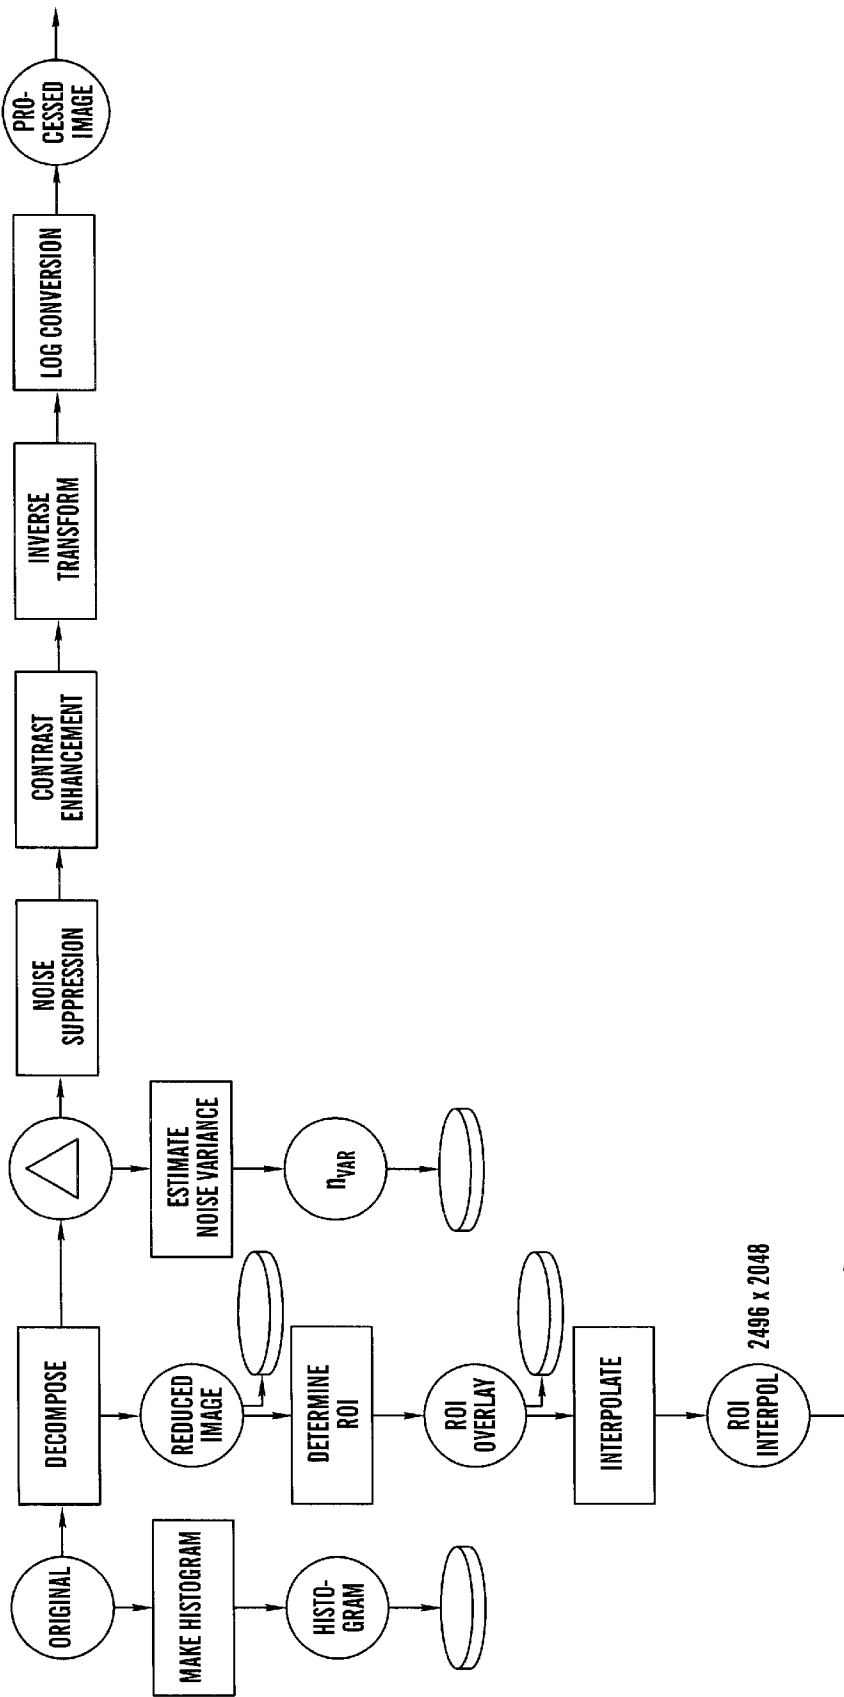 ORIGINAL
DECOMPOSE
NOISE
SUPPRESSION
CONTRAST
ENHANCEMENT
INVERSE
TRANSFORM
LOG CONVERSION
PRO-
CESSED
IMAGE
MAKE HISTOGRAM
REDUCED
IMAGE
ESTIMATE
NOISE VARIANCE
HISTO-
GRAM
DETERMINE
ROI
nVAR
ROI
OVERLAY
INTERPOLATE
ROI
INTERPOL
2496 x 2048